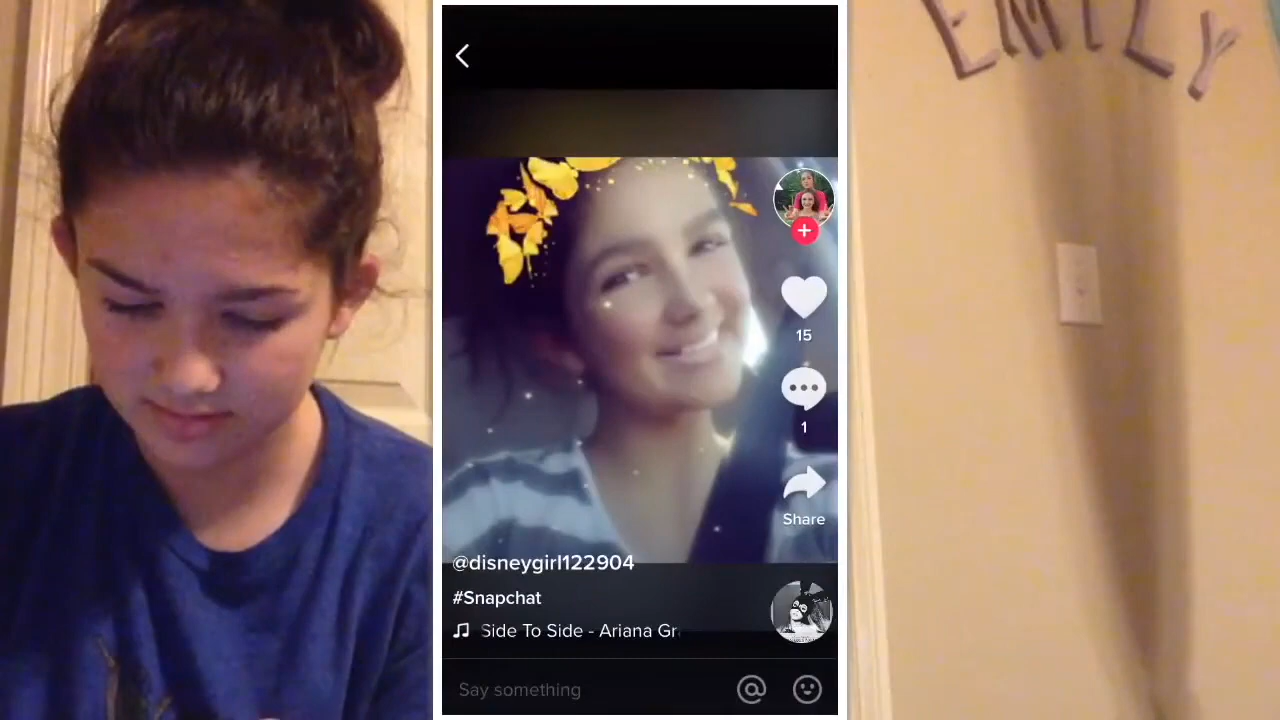 EMILY
15
1
Share
@disneygirl122904
#Snapchat
Side To Side - Ariana Gr
Say something